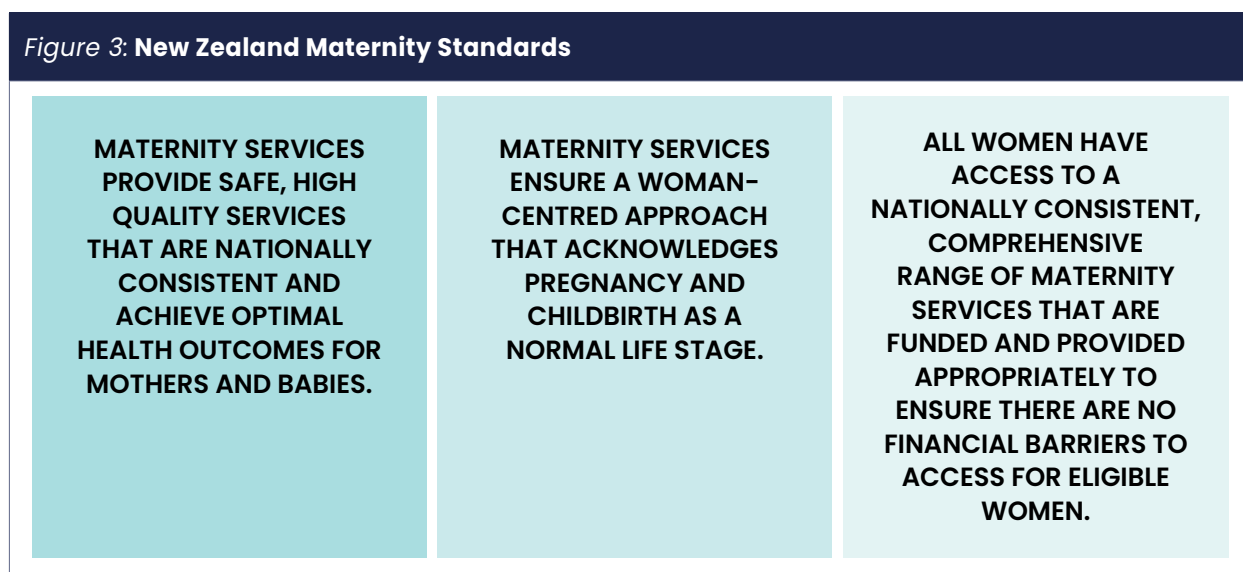 Figure 3: New Zealand Maternity Standards
MATERNITY SERVICES
PROVIDE SAFE, HIGH
QUALITY SERVICES
THAT ARE NATIONALLY
CONSISTENT AND
ACHIEVE OPTIMAL
HEALTH OUTCOMES FOR
MOTHERS AND BABIES.
MATERNITY SERVICES
ENSURE A WOMAN-
CENTRED APPROACH
THAT ACKNOWLEDGES
PREGNANCY AND
CHILDBIRTH AS A
NORMAL LIFE STAGE.
ALL WOMEN HAVE
ACCESS TO A
NATIONALLY CONSISTENT,
COMPREHENSIVE
RANGE OF MATERNITY
SERVICES THAT ARE
FUNDED AND PROVIDED
APPROPRIATELY TO
ENSURE THERE ARE NO
FINANCIAL BARRIERS TO
ACCESS FOR ELIGIBLE
WOMEN.